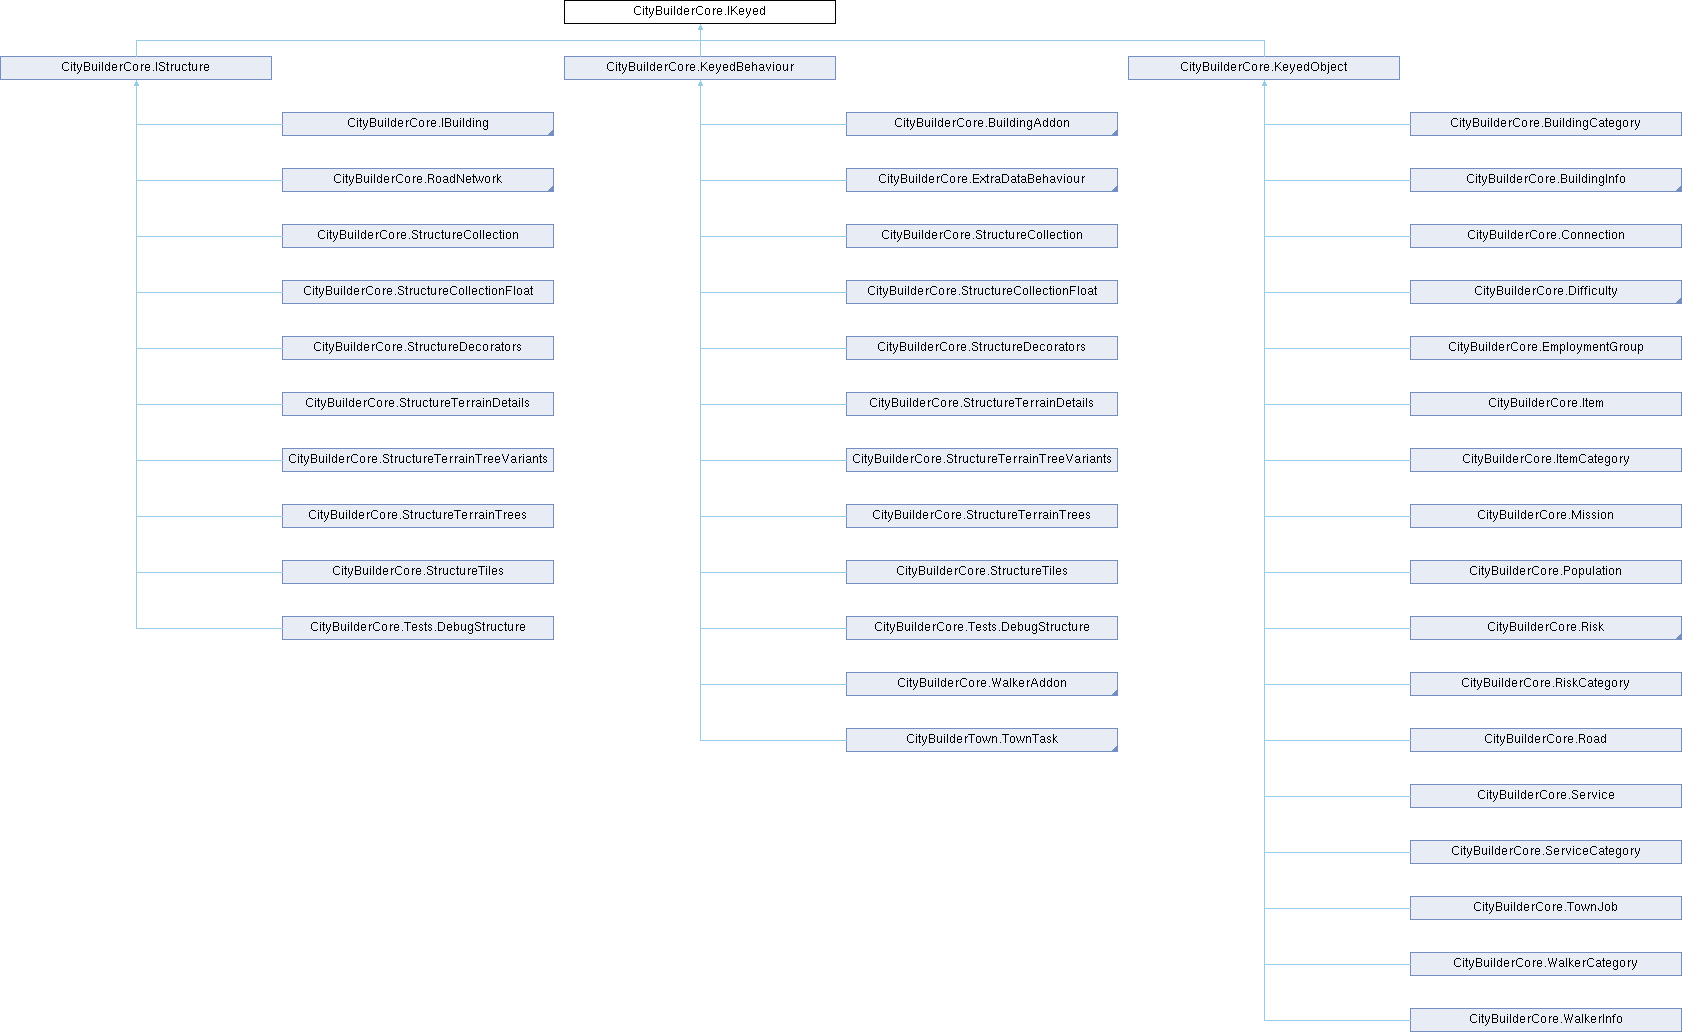 CityBuilderCore.IKeyed
CityBuilderCore.IStructure
CityBuilderCore.KeyedBehaviour
CityBuilderCore.KeyedObject
CityBuilderCore.IBuilding
CityBuilderCore.BuildingAddon
CityBuilderCore.BuildingCategory
CityBuilderCore.RoadNetwork
CityBuilderCore.ExtraDataBehaviour
CityBuilderCore.BuildingInfo
CityBuilderCore.StructureCollection
CityBuilderCore.StructureCollection
CityBuilderCore.Connection
CityBuilderCore.StructureCollectionFloat
CityBuilderCore.StructureCollectionFloat
CityBuilderCore.Difficulty
CityBuilderCore.StructureDecorators
CityBuilderCore.StructureDecorators
CityBuilderCore.EmploymentGroup
CityBuilderCore.StructureTerrainDetails
CityBuilderCore.StructureTerrainDetails
CityBuilderCore.Item
CityBuilderCore.StructureTerrainTreeVariants
CityBuilderCore.StructureTerrainTreeVariants
CityBuilderCore.ItemCategory
CityBuilderCore.StructureTerrainTrees
CityBuilderCore.StructureTerrainTrees
CityBuilderCore.Mission
CityBuilderCore.StructureTiles
CityBuilderCore.StructureTiles
CityBuilderCore.Population
CityBuilderCore.Tests.DebugStructure
CityBuilderCore.Tests.DebugStructure
CityBuilderCore.Risk
CityBuilderCore.WalkerAddon
CityBuilderCore.RiskCategory
CityBuilderTown.TownTask
CityBuilderCore.Road
CityBuilderCore.Service
CityBuilderCore.ServiceCategory
CityBuilderCore.TownJob
CityBuilderCore.WalkerCategory
CityBuilderCore.WalkerInfo